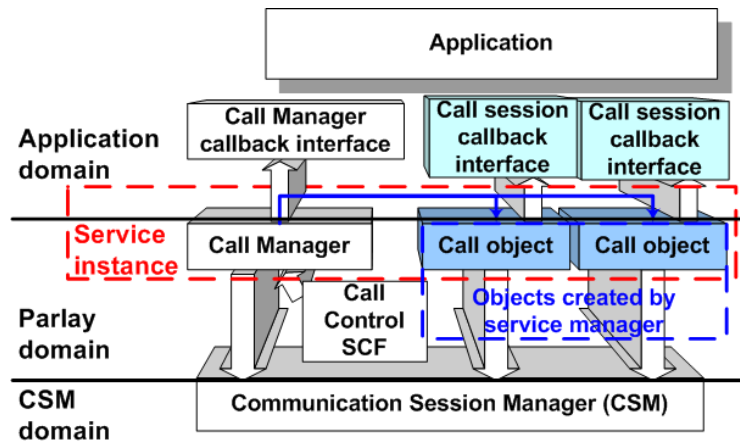 Application
Call Manager
callback interface
Call session
callback
interface
Call session
callback
interface
Application
domain
Service
instance
Call Manager
Call object
Call object
Call
Control
SCF
Objects created by
service manager
Parlay
domain
CSM
domain
Communication Session Manager (CSM)